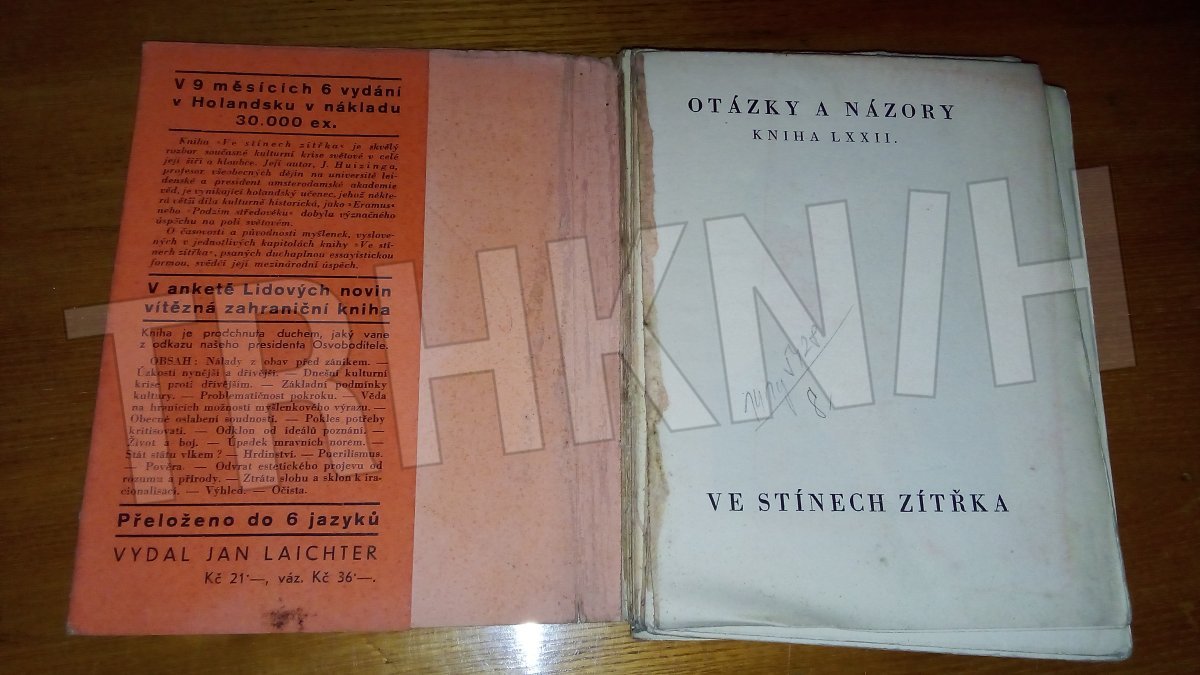 V 9 měsících 6 vydání
v Holandsku v nákladu
30.000 ex.
Kniha »Ve stínech zítřka« je skvělý
rozbor současné kulturní krise světové v celé
její šíři a hloubce. Její autor, J. Huizinga,
profesor všeobecných dějin na universitě lei-
denské a president amsterodamské akademie
věd, je vynikající holandský učenec, jehož někte-
rá větší díla kulturně historická, jako »Eramus«
nebo »Podzim středověku« dobyla význačného
úspěchu na poli světovém.
O časovosti a původnosti myšlenek, vyslove-
ných v jednotlivých kapitolách knihy »Ve stí-
nech zítřka«, psaných duchaplnou essayistickou
formou, svědčí její mezinárodní úspěch.
V anketě Lidových novin
vítězná zahraniční kniha
Kniha je prodchnuta duchem, jaký vane
z odkazu našeho presidenta Osvoboditele.
OBSAH: Nálady z obav před zánikem. —
Úzkosti nynější a dřívější. — Dnešní kulturní
krise proti dřívějším. — Základní podmínky
kultury. — Problematičnost pokroku. — Věda
na hranicích možností myšlenkového výrazu. —
Obecné oslabení soudnosti. — Pokles potřeby
kritisovati. — Odklon od ideálů poznání. —
Život a boj. — Úpadek mravních norem. —
Stát státu vlkem? — Hrdinství. — Puerilismus.
— Pověra. — Odvrat estetického projevu od
rozumu a přírody. — Ztráta slohu a sklon k ira-
cionalisaci. — Výhled. — Očista.
Přeloženo do 6 jazyků
VYDAL JAN LAICHTER
Kč 21·—, váz. Kč 36·—.
OTÁZKY A NÁZORY
KNIHA LXXII.
8,
VE STÍNECH ZÍTŘKA
TRHKNIH